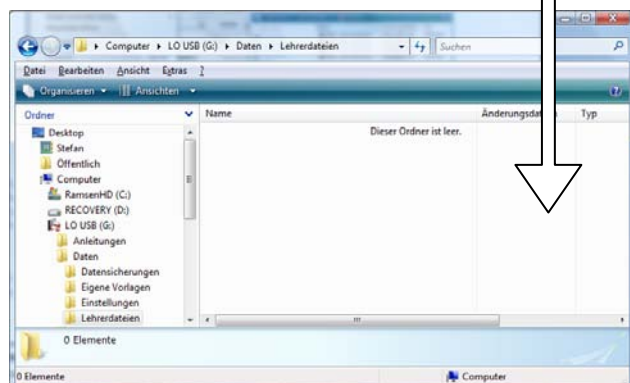 Computer ▸ LO USB (G:) ▸ Daten ▸ Lehrerdateien
Suchen
Datei Bearbeiten Ansicht Extras ?
Organisieren Ansichten
Ordner
Name Typ
Dieser Ordner ist leer.
Desktop
Stefan
Öffentlich
Computer
RamsenHD (C:)
RECOVERY (D:)
LO USB (G:)
Anleitungen
Daten
Datensicherungen
Eigene Vorlagen
Einstellungen
Lehrerdateien
0 Elemente
0 Elemente Computer